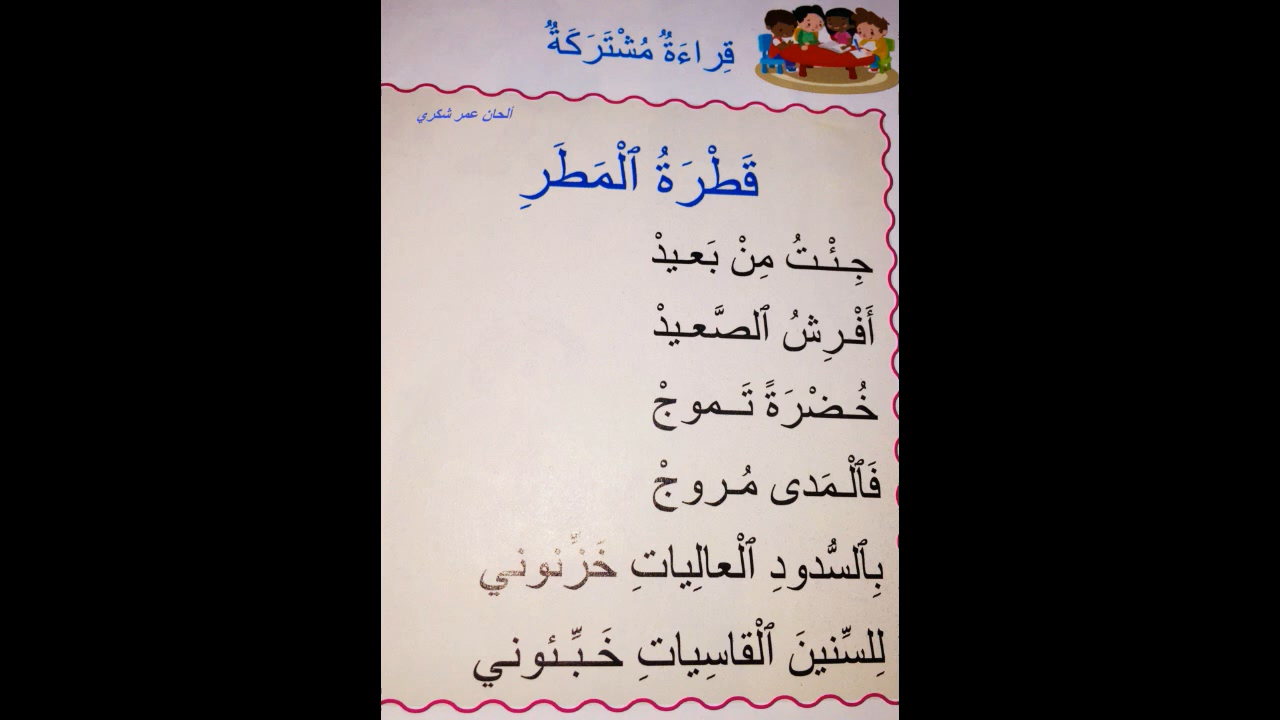 قِراءَةٌ مُشْتَرَكَةٌ
ألحان عمر شكري
قَطْرَةُ ٱلْمَطَرِ
جِئْتُ مِنْ بَعيدْ
أَفْرِشُ ٱلصَّعيدْ
خُضْرَةً تَموجْ
فَٱلْمَدى مُروجْ
بِٱلسُّدودِ ٱلْعالِياتِ خَزِّنوني
لِلسِّنينَ ٱلْقاسِياتِ خَبِّئوني